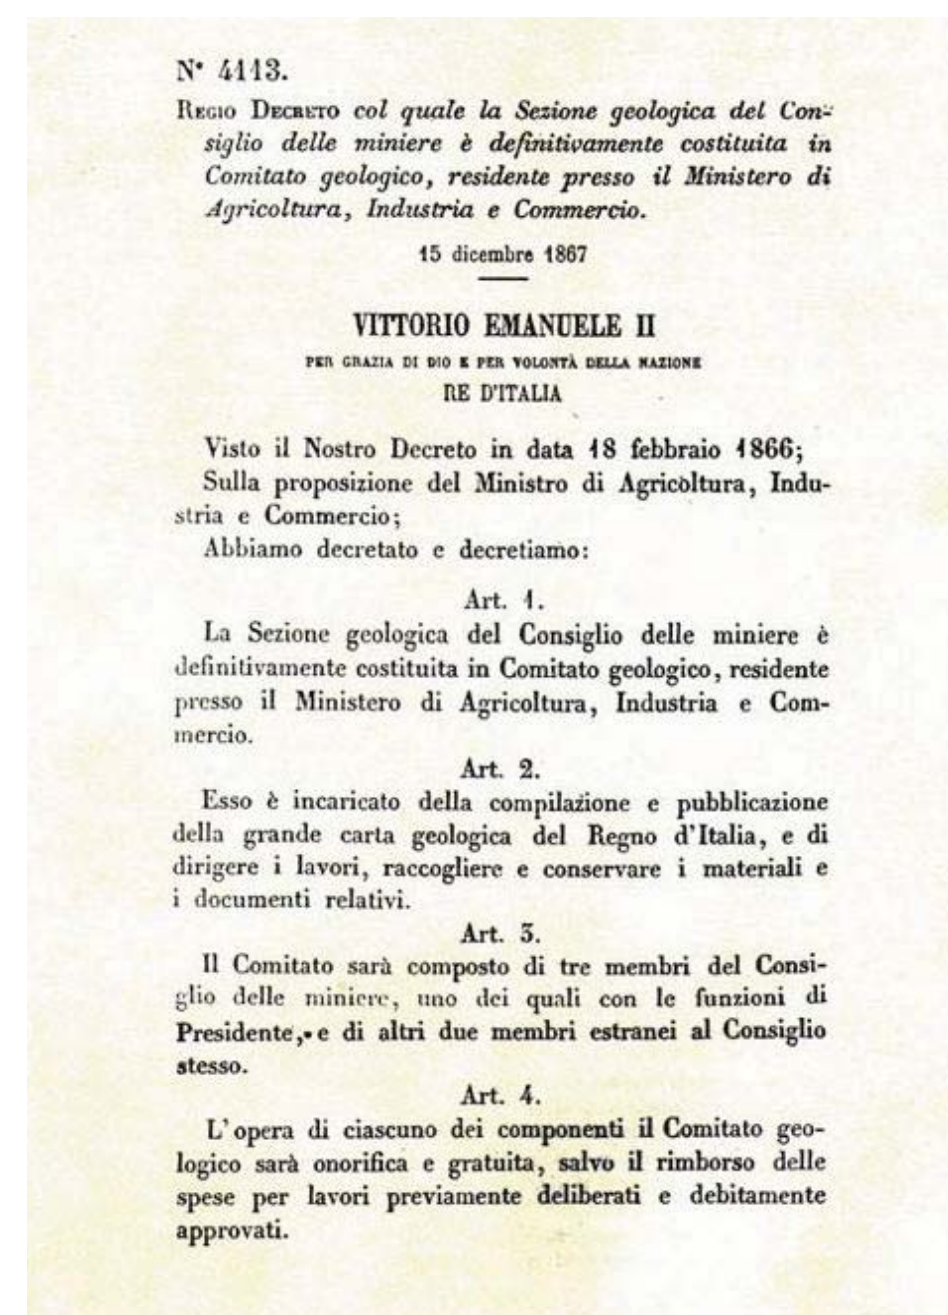 N° 4113.
REGIO DECRETO col quale la Sezione geologica del Con-
siglio delle miniere è definitivamente costituita in
Comitato geologico, residente presso il Ministero di
Agricoltura, Industria e Commercio.
15 dicembre 1867
VITTORIO EMANUELE II
PER GRAZIA DI DIO E PER VOLONTÀ DELLA NAZIONE
RE D'ITALIA
Visto il Nostro Decreto in data 18 febbraio 1866;
Sulla proposizione del Ministro di Agricoltura, Indu-
stria e Commercio;
Abbiamo decretato e decretiamo:
Art. 1.
La Sezione geologica del Consiglio delle miniere è
definitivamente costituita in Comitato geologico, residente
presso il Ministero di Agricoltura, Industria e Com-
mercio.
Art. 2.
Esso è incaricato della compilazione e pubblicazione
della grande carta geologica del Regno d'Italia, e di
dirigere i lavori, raccogliere e conservare i materiali e
i documenti relativi.
Art. 3.
Il Comitato sarà composto di tre membri del Consi-
glio delle miniere, uno dei quali con le funzioni di
Presidente, e di altri due membri estranei al Consiglio
stesso.
Art. 4.
L'opera di ciascuno dei componenti il Comitato geo-
logico sarà onorifica e gratuita, salvo il rimborso delle
spese per lavori previamente deliberati e debitamente
approvati.